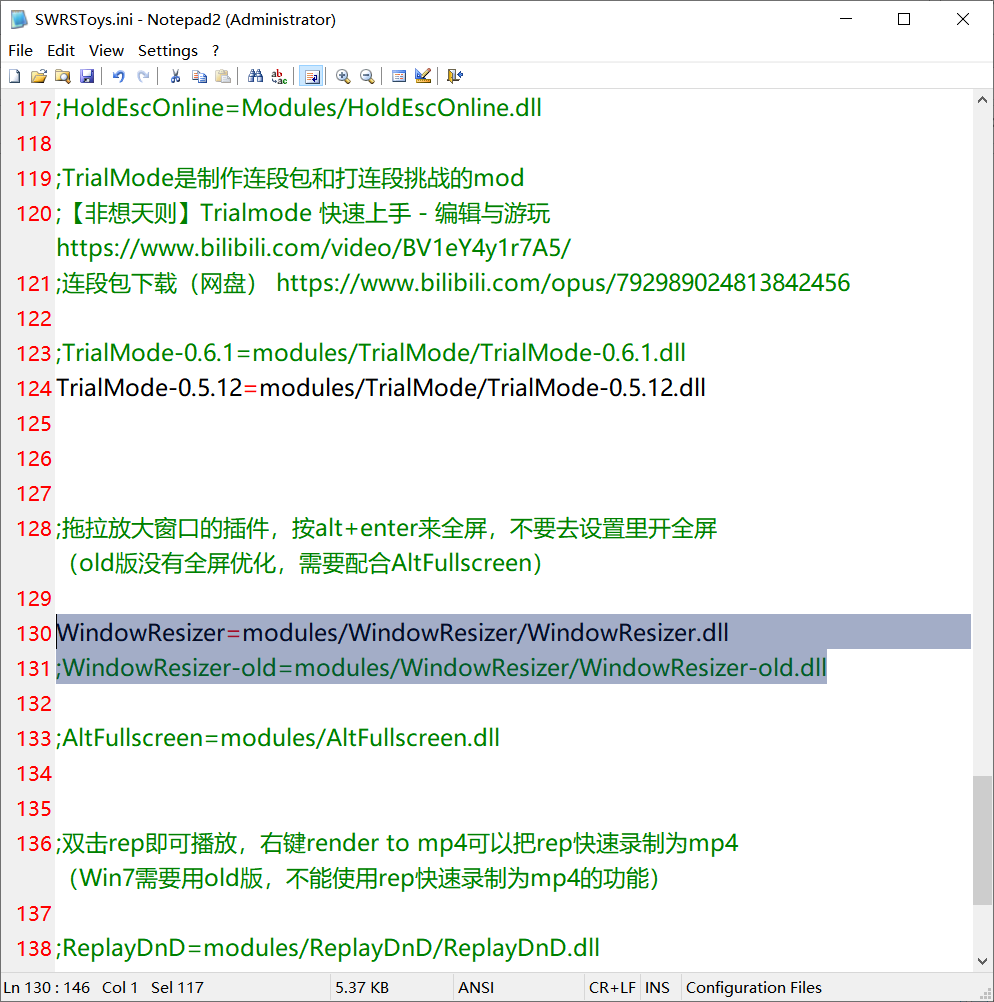 SWRSToys.ini - Notepad2 (Administrator)
File Edit View Settings ?
117 ;HoldEscOnline=Modules/HoldEscOnline.dll
118
119 ;TrialMode是制作连段包和打连段挑战的mod
120 ;【非想天则】Trialmode 快速上手 - 编辑与游玩
https://www.bilibili.com/video/BV1eY4y1r7A5/
121 ;连段包下载（网盘） https://www.bilibili.com/opus/792989024813842456
122
123 ;TrialMode-0.6.1=modules/TrialMode/TrialMode-0.6.1.dll
124 TrialMode-0.5.12=modules/TrialMode/TrialMode-0.5.12.dll
125
126
127
128 ;拖拉放大窗口的插件，按alt+enter来全屏，不要去设置里开全屏
（old版没有全屏优化，需要配合AltFullscreen）
129
130 WindowResizer=modules/WindowResizer/WindowResizer.dll
131 ;WindowResizer-old=modules/WindowResizer/WindowResizer-old.dll
132
133 ;AltFullscreen=modules/AltFullscreen.dll
134
135
136 ;双击rep即可播放，右键render to mp4可以把rep快速录制为mp4
（Win7需要用old版，不能使用rep快速录制为mp4的功能）
137
138 ;ReplayDnD=modules/ReplayDnD/ReplayDnD.dll
Ln 130 : 146 Col 1 Sel 117 5.37 KB ANSI CR+LF INS Configuration Files